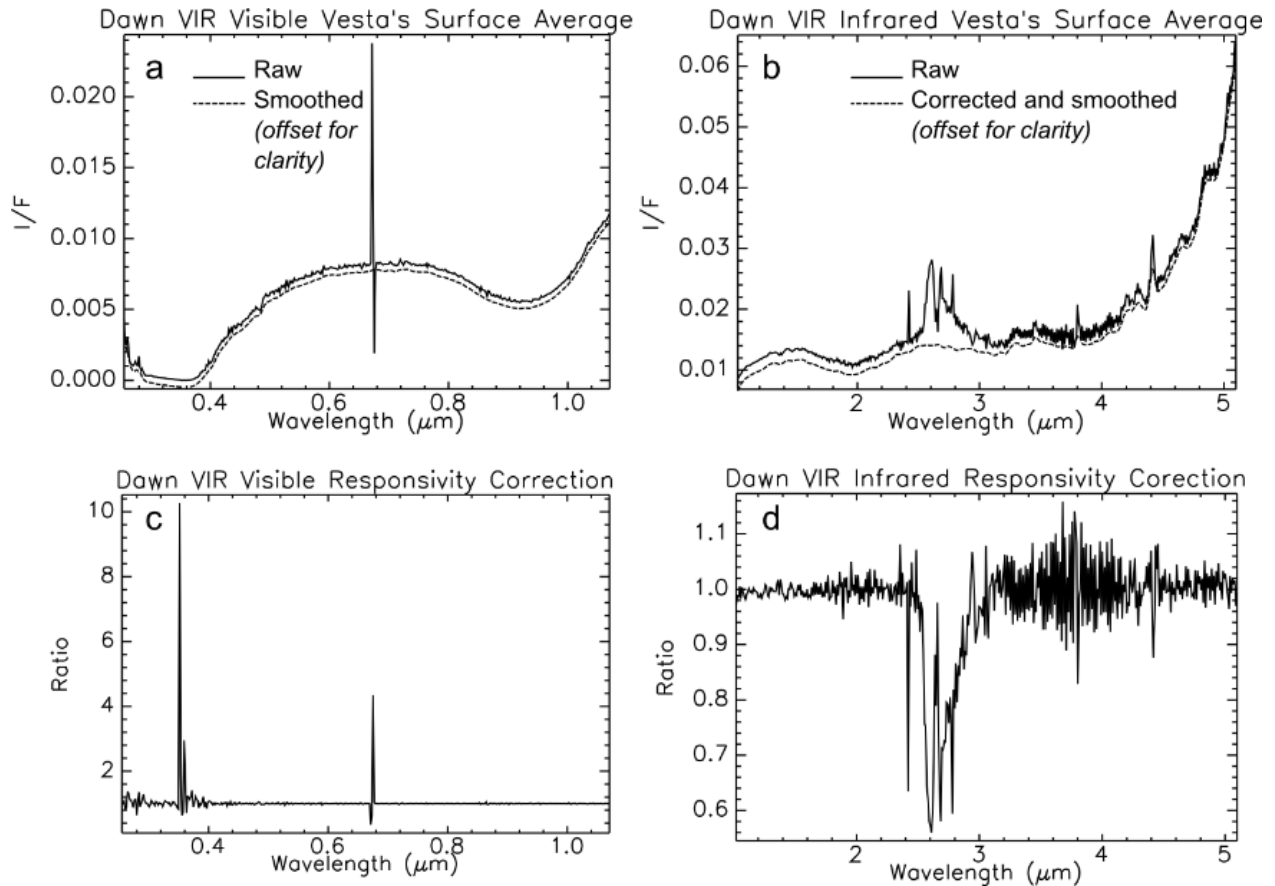 Dawn VIR Visible Vesta's Surface Average
a
Raw
Smoothed
(offset for
clarity)
0.020
0.015
0.010
0.005
0.000
I/F
0.4
0.6
0.8
1.0
Wavelength (μm)
Dawn VIR Infrared Vesta's Surface Average
b
Raw
Corrected and smoothed
(offset for clarity)
0.06
0.05
0.04
0.03
0.02
0.01
I/F
2
3
4
5
Wavelength (μm)
Dawn VIR Visible Responsivity Correction
c
10
8
6
4
2
Ratio
0.4
0.6
0.8
1.0
Wavelength (μm)
Dawn VIR Infrared Responsivity Corection
d
1.1
1.0
0.9
0.8
0.7
0.6
Ratio
2
3
4
5
Wavelength (μm)